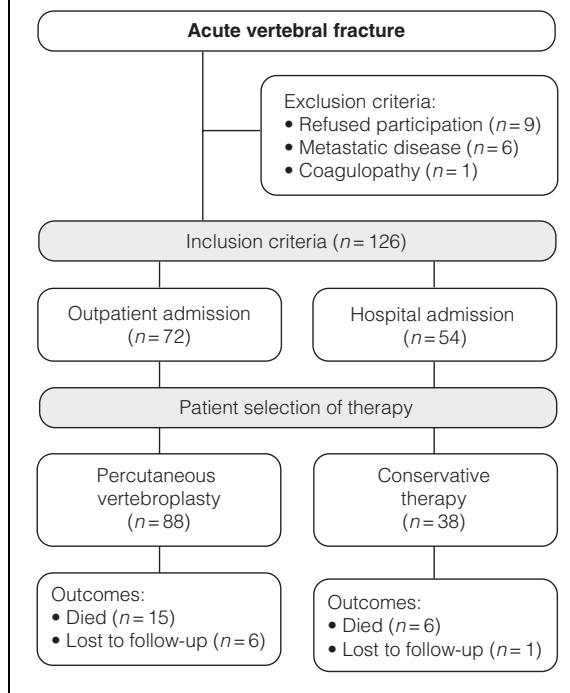 Acute vertebral fracture
Exclusion criteria:
• Refused participation (n=9)
• Metastatic disease (n=6)
• Coagulopathy (n=1)
Inclusion criteria (n=126)
Outpatient admission
(n=72)
Hospital admission
(n=54)
Patient selection of therapy
Percutaneous
vertebroplasty
(n=88)
Conservative
therapy
(n=38)
Outcomes:
• Died (n=15)
• Lost to follow-up (n=6)
Outcomes:
• Died (n=6)
• Lost to follow-up (n=1)